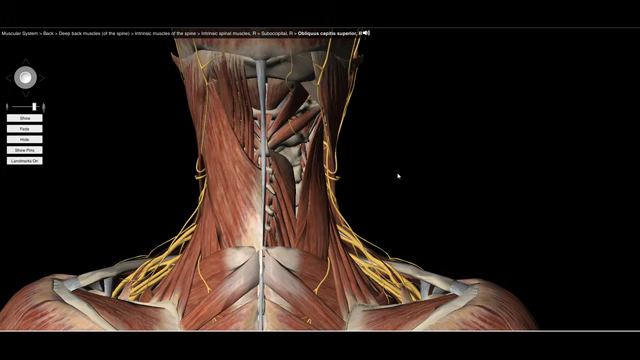 Muscular System > Back > Deep back muscles (of the spine) > Intrinsic muscles of the spine > Intrinsic spinal muscles, R > Suboccipital, R > Obliquus capitis superior, R
Show
Fade
Hide
Show Pins
Landmarks On